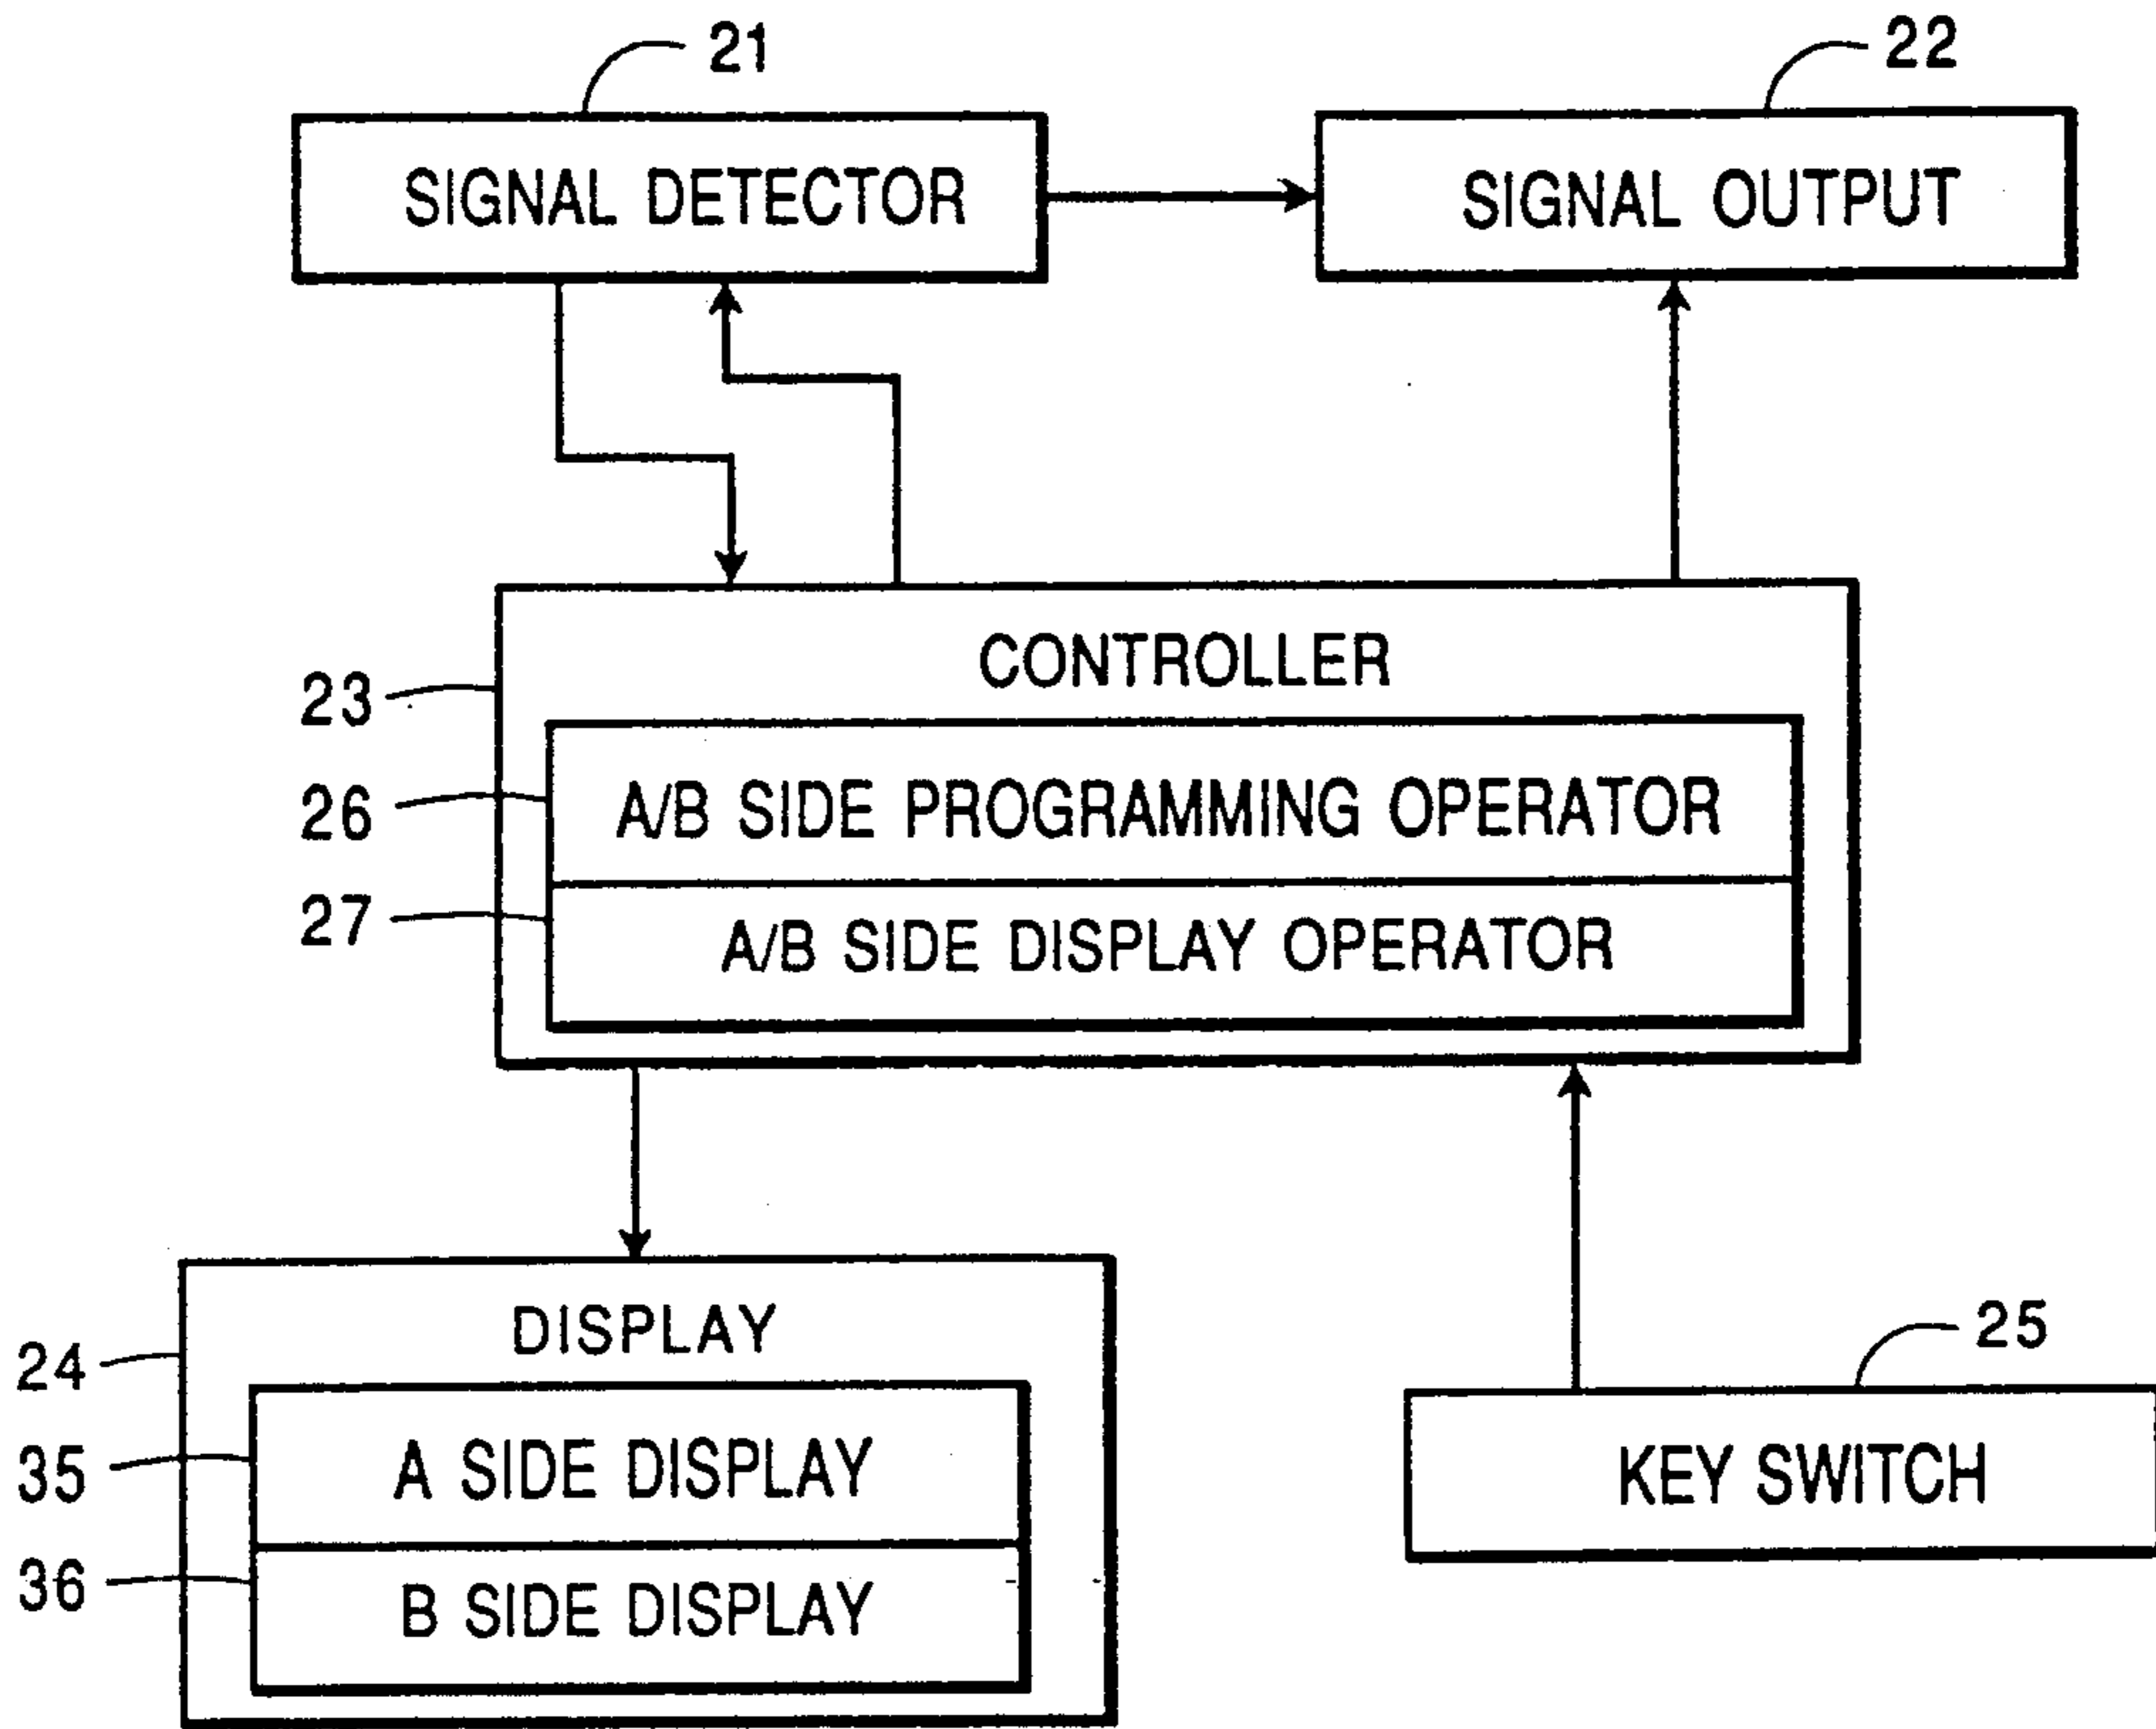 21
22
SIGNAL DETECTOR
SIGNAL OUTPUT
CONTROLLER
23
A/B SIDE PROGRAMMING OPERATOR
26
A/B SIDE DISPLAY OPERATOR
27
DISPLAY
24
A SIDE DISPLAY
35
B SIDE DISPLAY
36
25
KEY SWITCH